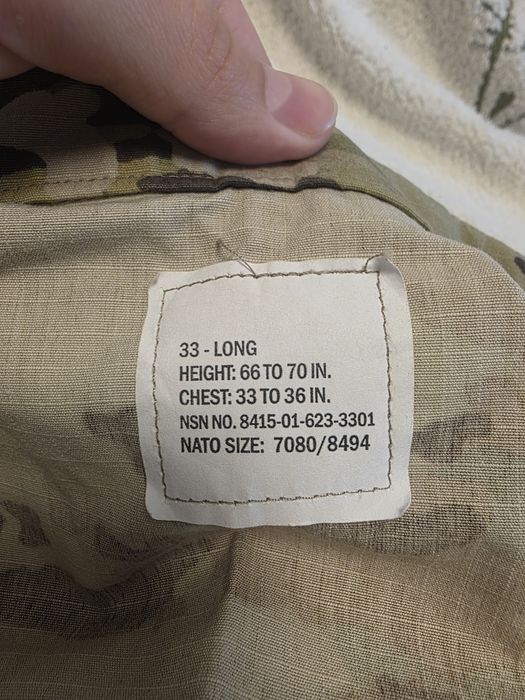 33 - LONG
HEIGHT: 66 TO 70 IN.
CHEST: 33 TO 36 IN.
NSN NO. 8415-01-623-3301
NATO SIZE: 7080/8494